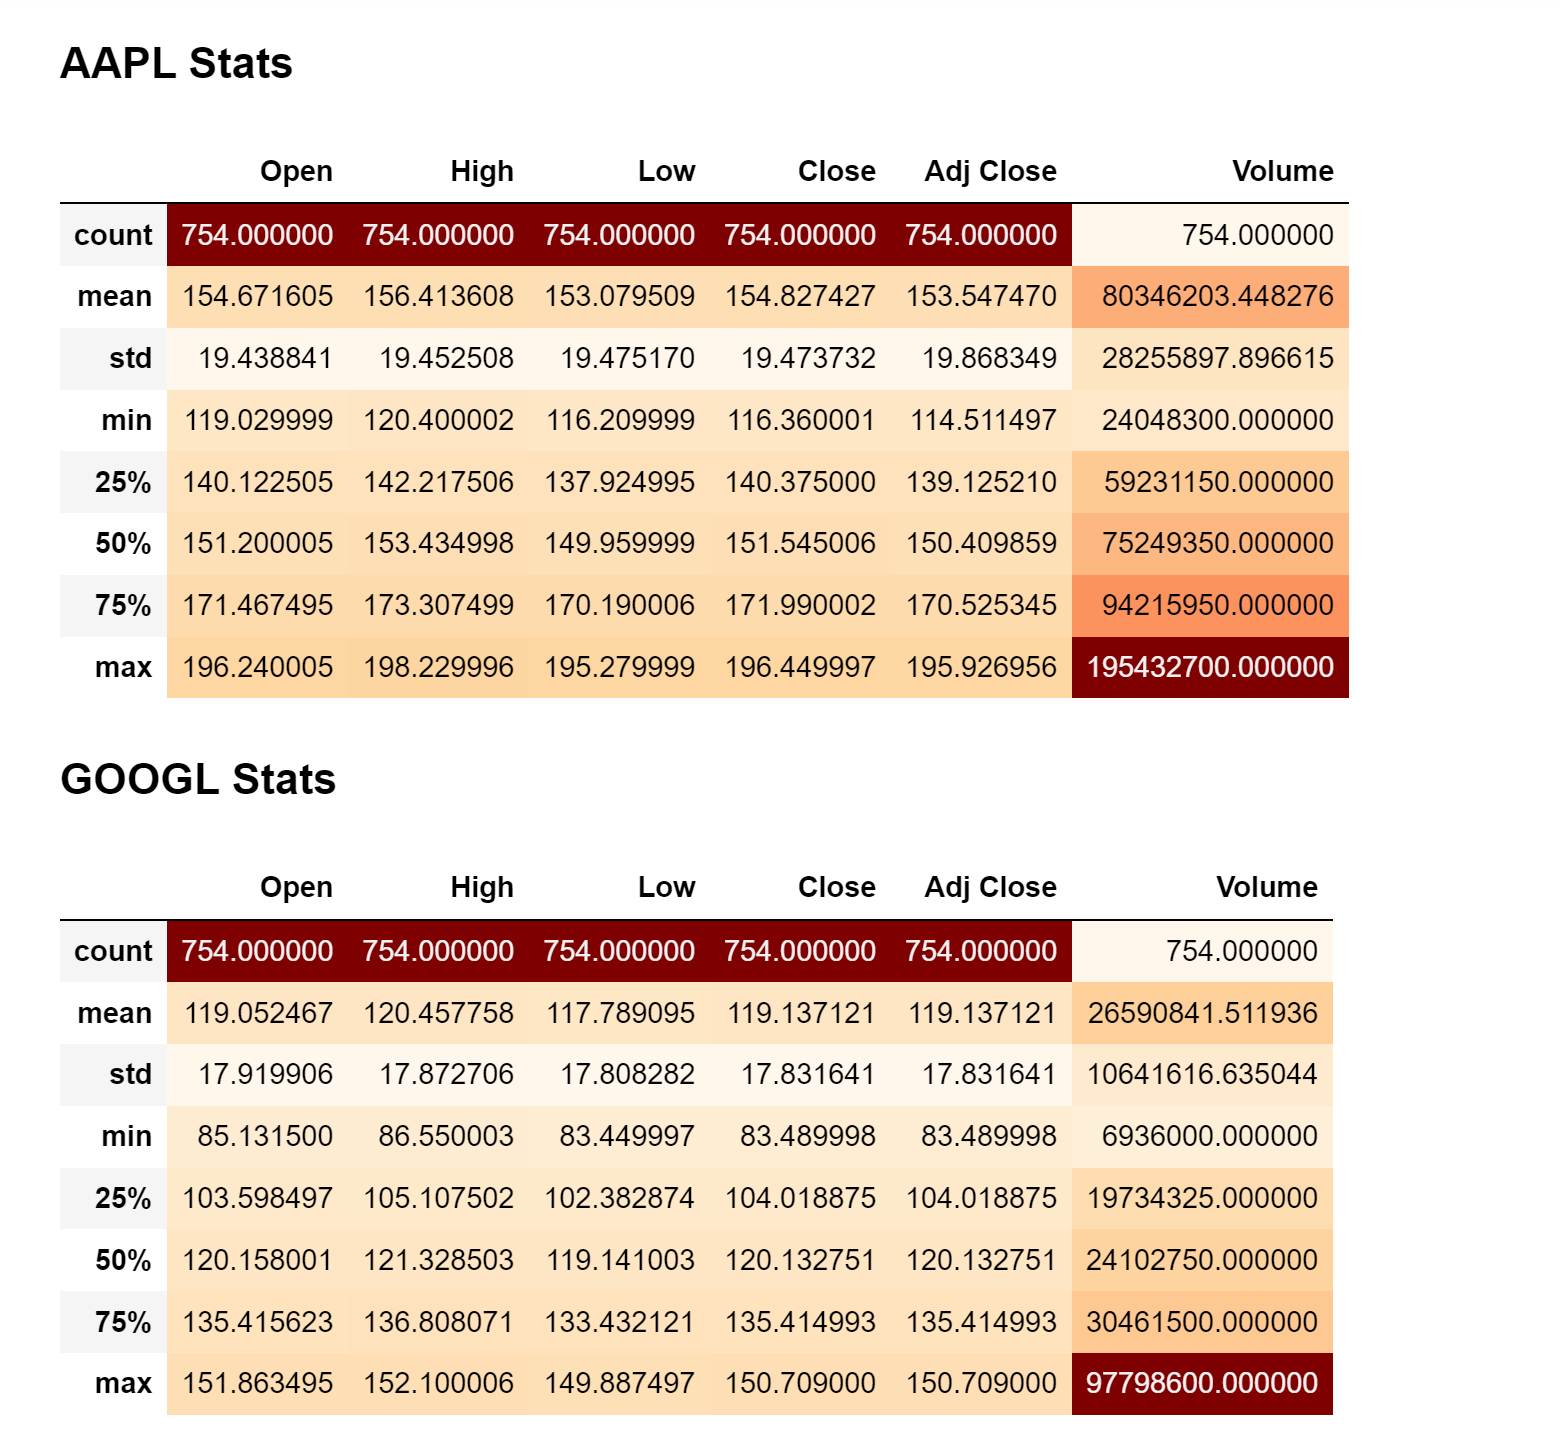 AAPL Stats
Open High Low Close Adj Close Volume
count 754.000000 754.000000 754.000000 754.000000 754.000000 754.000000
mean 154.671605 156.413608 153.079509 154.827427 153.547470 80346203.448276
std 19.438841 19.452508 19.475170 19.473732 19.868349 28255897.896615
min 119.029999 120.400002 116.209999 116.360001 114.511497 24048300.000000
25% 140.122505 142.217506 137.924995 140.375000 139.125210 59231150.000000
50% 151.200005 153.434998 149.959999 151.545006 150.409859 75249350.000000
75% 171.467495 173.307499 170.190006 171.990002 170.525345 94215950.000000
max 196.240005 198.229996 195.279999 196.449997 195.926956 195432700.000000
GOOGL Stats
Open High Low Close Adj Close Volume
count 754.000000 754.000000 754.000000 754.000000 754.000000 754.000000
mean 119.052467 120.457758 117.789095 119.137121 119.137121 26590841.511936
std 17.919906 17.872706 17.808282 17.831641 17.831641 10641616.635044
min 85.131500 86.550003 83.449997 83.489998 83.489998 6936000.000000
25% 103.598497 105.107502 102.382874 104.018875 104.018875 19734325.000000
50% 120.158001 121.328503 119.141003 120.132751 120.132751 24102750.000000
75% 135.415623 136.808071 133.432121 135.414993 135.414993 30461500.000000
max 151.863495 152.100006 149.887497 150.709000 150.709000 97798600.000000